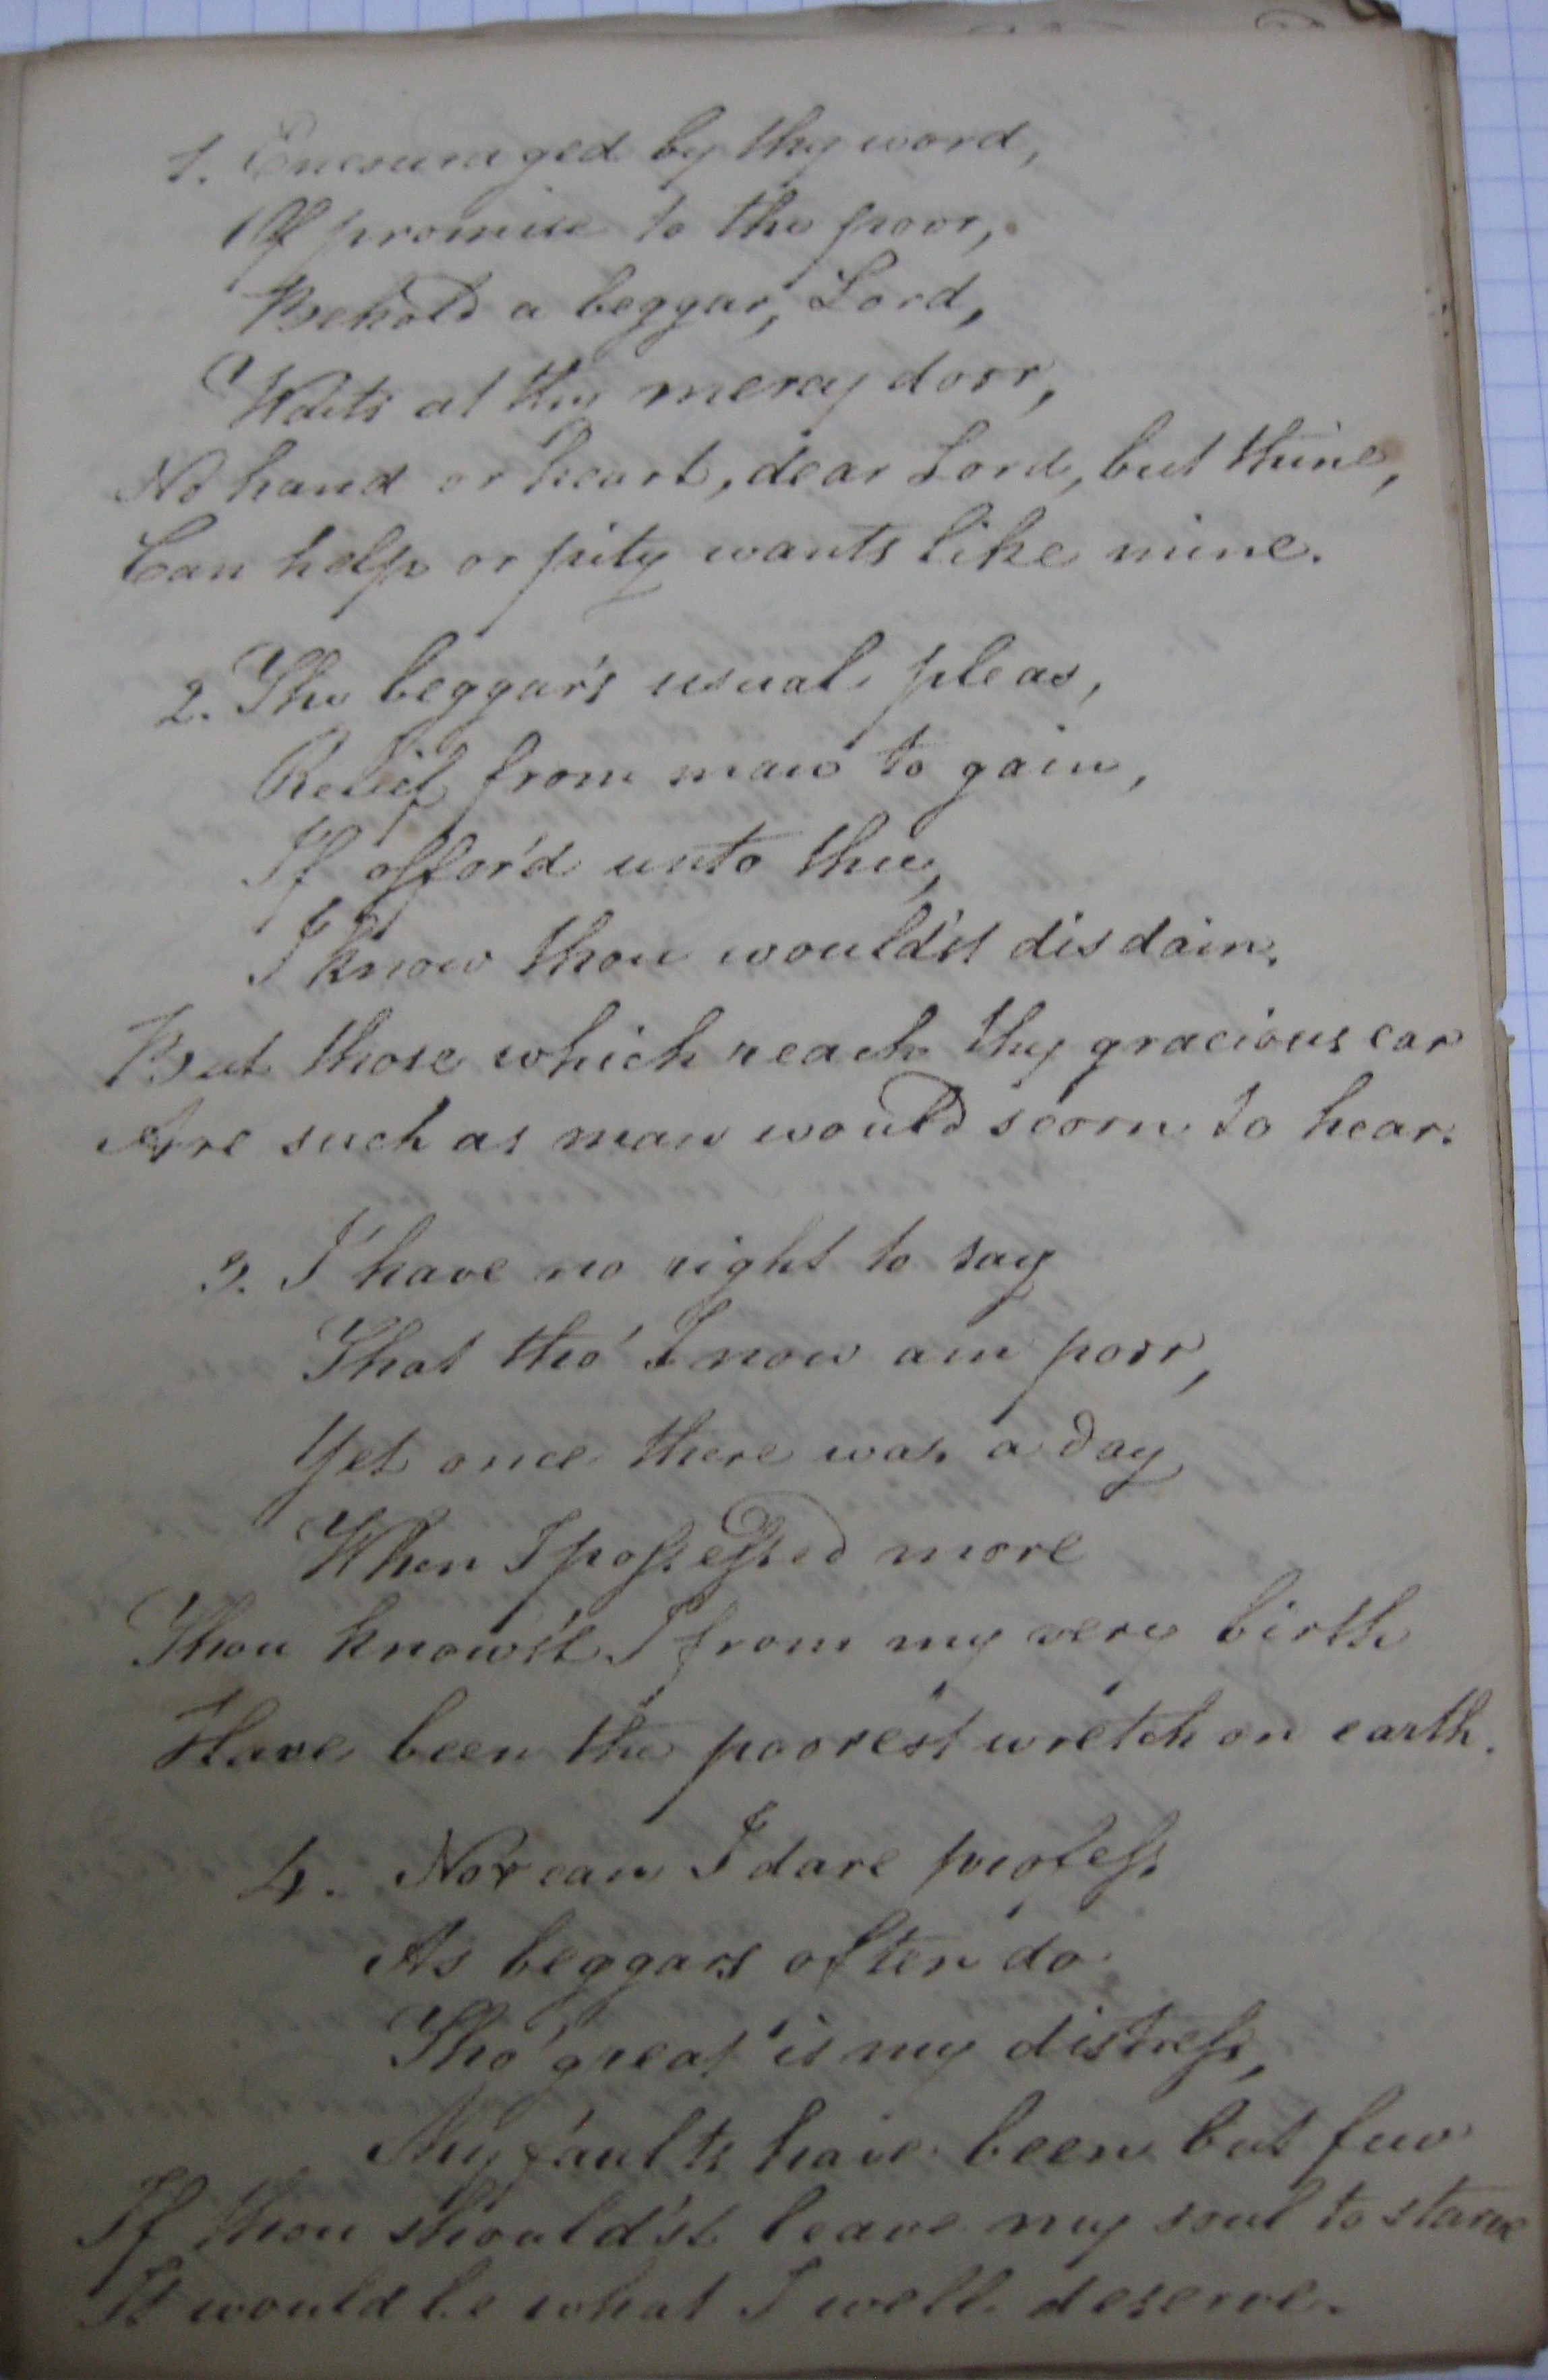 1. Encouraged by thy word,
Of promise to the poor,
Behold a beggar, Lord,
Waits at thy mercy door,
No hand or heart, dear Lord, but thine,
Can help or pity wants like mine.
2. The beggar's usual pleas,
Relief from man to gain,
If offer'd unto thee,
I know thou would'st disdain.
But those which reach thy gracious ear
Are such as man would scorn to hear.
3. I have no right to say
That tho' I now am poor,
Yet once there was a day
When I poſseſsed more
Thou know'st I from my very birth
Have been the poorest wretch on earth.
4. Nor can I dare profeſs
As beggars often do
Tho' great is my distreſs,
My faults have been but few
If thou should'st leave my soul to starve
It would be what I well deserve.